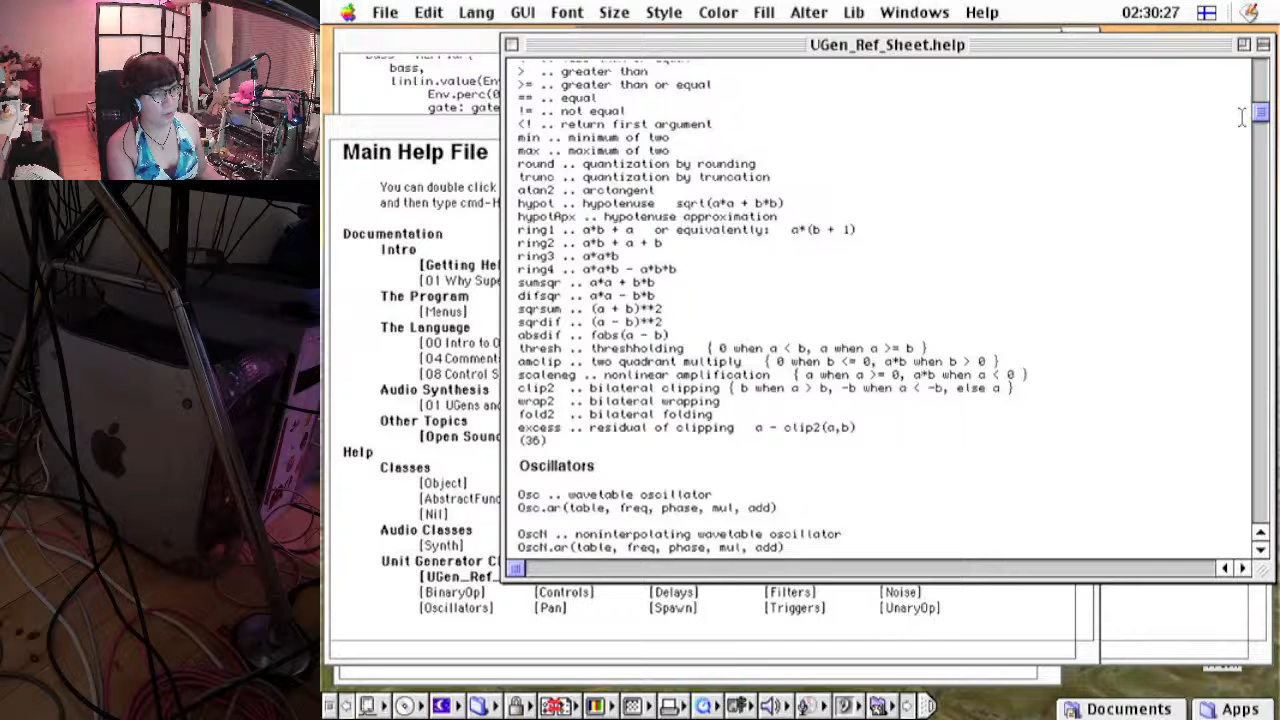 File Edit Lang GUI Font Size Style Color Fill Alter Lib Windows Help 02:30:27
UGen_Ref_Sheet.help
bass,
linlin.value(Env
Env.perc(0
gate: gate
> .. greater than
>= .. greater than or equal
== .. equal
!= .. not equal
<! .. return first argument
min .. minimum of two
max .. maximum of two
round .. quantization by rounding
trunc .. quantization by truncation
atan2 .. arctangent
hypot .. hypotenuse sqrt(a*a + b*b)
hypotApx .. hypotenuse approximation
ring1 .. a*b + a or equivalently: a*(b + 1)
ring2 .. a*b + a + b
ring3 .. a*a*b
ring4 .. a*a*b - a*b*b
sumsqr .. a*a + b*b
difsqr .. a*a - b*b
sqrsum .. (a + b)**2
sqrdif .. (a - b)**2
absdif .. fabs(a - b)
thresh .. threshholding { 0 when a < b, a when a >= b }
amclip .. two quadrant multiply { 0 when b <= 0, a*b when b > 0 }
scaleneg .. nonlinear amplification { a when a >= 0, a*b when a < 0 }
clip2 .. bilateral clipping { b when a > b, -b when a < -b, else a }
wrap2 .. bilateral wrapping
fold2 .. bilateral folding
excess .. residual of clipping a - clip2(a,b)
(36)
Oscillators
Osc .. wavetable oscillator
Osc.ar(table, freq, phase, mul, add)
OscN .. noninterpolating wavetable oscillator
OscN.ar(table, freq, phase, mul, add)
Main Help File
You can double click
and then type cmd-H
Documentation
Intro
[Getting Hel
[01 Why Supe
The Program
[Menus]
The Language
[00 Intro to O
[04 Comments
[08 Control S
Audio Synthesis
[01 UGens and
Other Topics
[Open Soun
Help
Classes
[Object]
[AbstractFunc
[Nil]
Audio Classes
[Synth]
Unit Generator Cl
[UGen_Ref_
[BinaryOp] [Controls] [Delays] [Filters] [Noise]
[Oscillators] [Pan] [Spawn] [Triggers] [UnaryOp]
Documents Apps